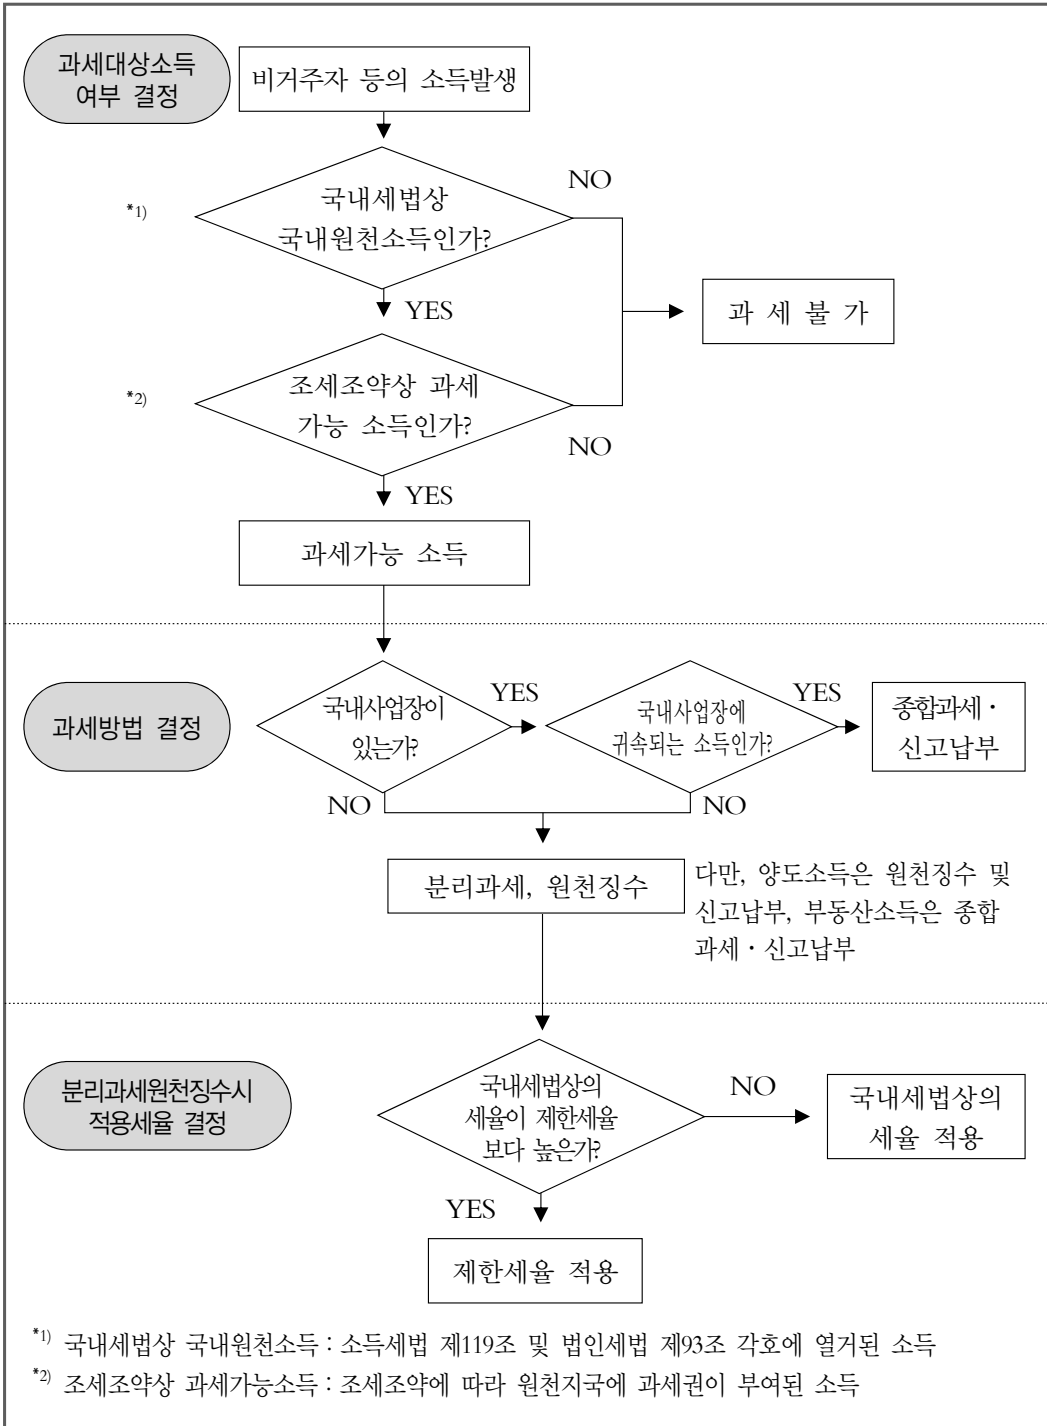 과세대상소득
여부 결정
비거주자 등의 소득발생
*1)
국내세법상
국내원천소득인가?
NO
YES
과 세 불 가
*2)
조세조약상 과세
가능 소득인가?
NO
YES
과세가능 소득
과세방법 결정
국내사업장이
있는가?
YES
국내사업장에
귀속되는 소득인가?
YES
종합과세·
신고납부
NO
NO
분리과세, 원천징수
다만, 양도소득은 원천징수 및
신고납부, 부동산소득은 종합
과세·신고납부
분리과세원천징수시
적용세율 결정
국내세법상의
세율이 제한세율
보다 높은가?
NO
국내세법상의
세율 적용
YES
제한세율 적용
*1) 국내세법상 국내원천소득 : 소득세법 제119조 및 법인세법 제93조 각호에 열거된 소득
*2) 조세조약상 과세가능소득 : 조세조약에 따라 원천지국에 과세권이 부여된 소득